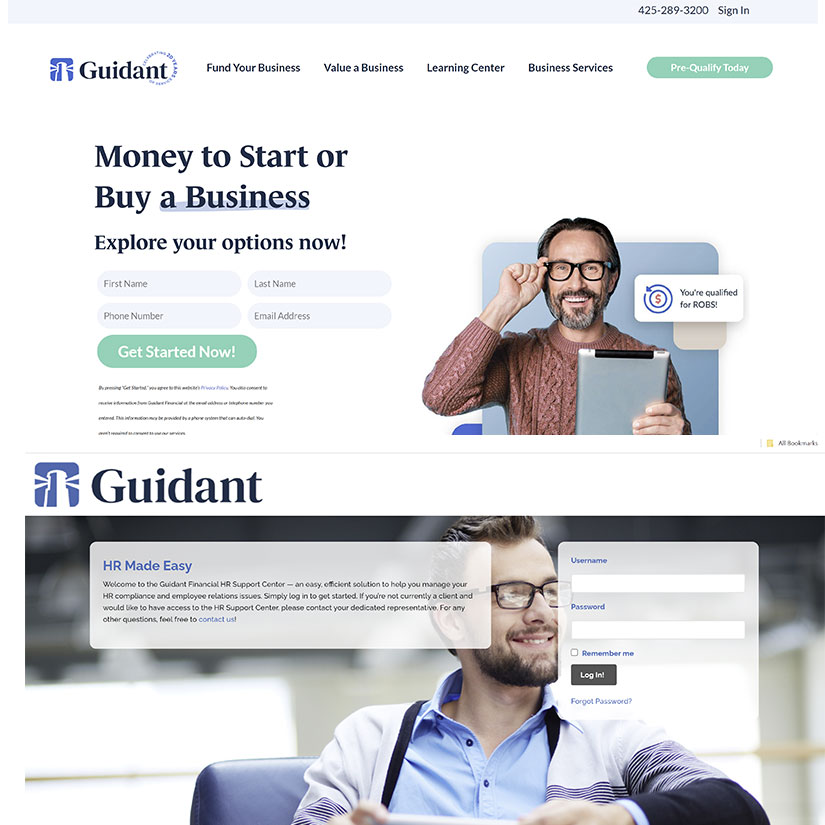 425-289-3200 Sign In
Guidant
CELEBRATING 20 YEARS OF SERVICE
Fund Your Business Value a Business Learning Center Business Services Pre-Qualify Today
Money to Start or
Buy a Business
Explore your options now!
First Name Last Name
Phone Number Email Address
Get Started Now!
By pressing "Get Started," you agree to this website's Privacy Policy. You also consent to
receive information from Guidant Financial at the email address or telephone number you
entered. This information may be provided by a phone system that can auto-dial. You
aren't required to consent to use our services.
You're qualified
for ROBS!
All Bookmarks
Guidant
HR Made Easy
Welcome to the Guidant Financial HR Support Center — an easy, efficient solution to help you manage your
HR compliance and employee relations issues. Simply log in to get started. If you're not currently a client and
would like to have access to the HR Support Center, please contact your dedicated representative. For any
other questions, feel free to contact us!
Username
Password
Remember me
Log In!
Forgot Password?